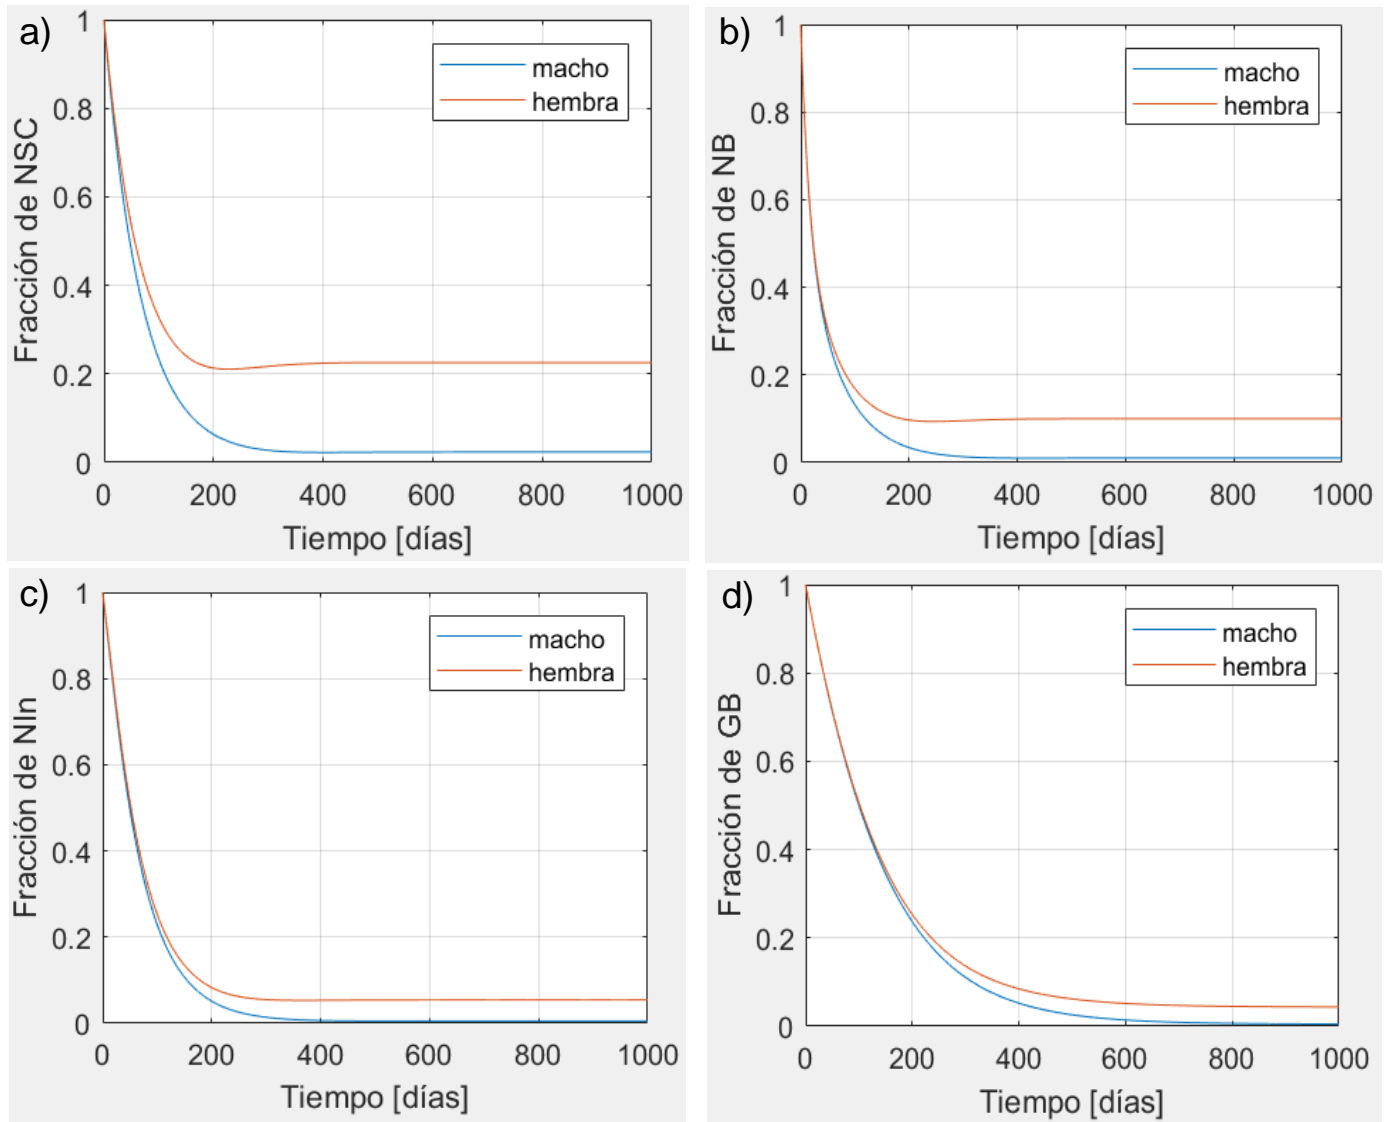 a)
1
0.8
0.6
0.4
0.2
0
Fracción de NSC
macho
hembra
0 200 400 600 800 1000
Tiempo [días]
b)
1
0.8
0.6
0.4
0.2
0
Fracción de NB
macho
hembra
0 200 400 600 800 1000
Tiempo [días]
c)
1
0.8
0.6
0.4
0.2
0
Fracción de NIn
macho
hembra
0 200 400 600 800 1000
Tiempo [días]
d)
1
0.8
0.6
0.4
0.2
0
Fracción de GB
macho
hembra
0 200 400 600 800 1000
Tiempo [días]